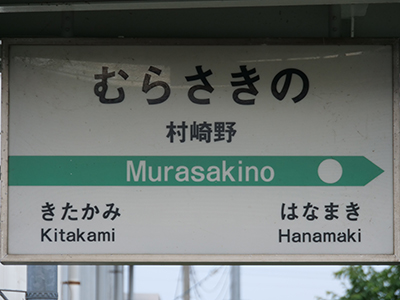 むらさきの
村崎野
Murasakino
きたかみ はなまき
Kitakami Hanamaki